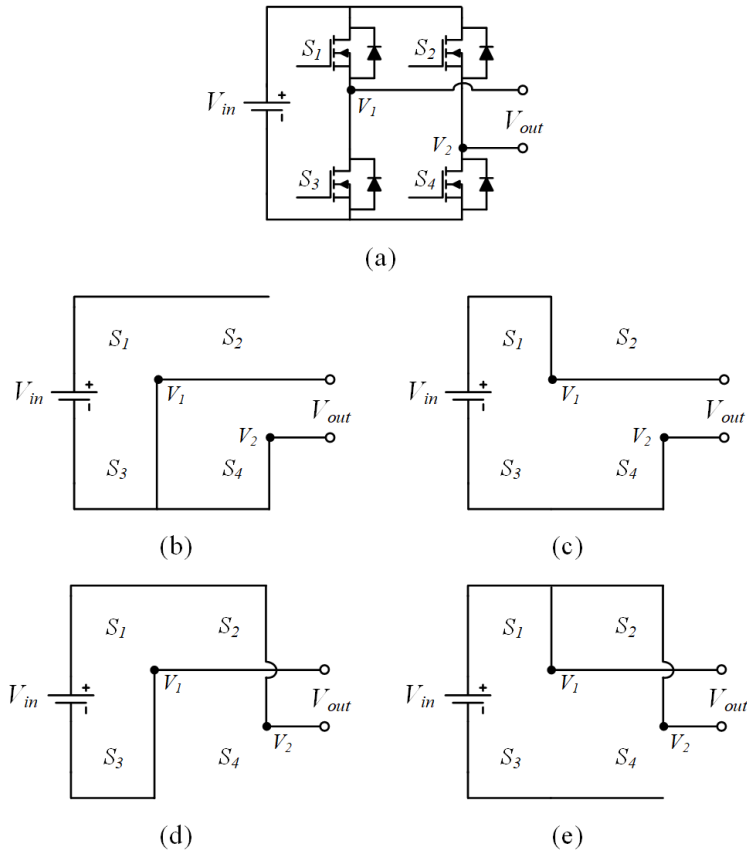 S1 S2
Vin + -
V1
Vout
V2
S3 S4
(a)
S1 S2
Vin + -
V1
Vout
V2
S3 S4
(b)
S1 S2
Vin + -
V1
Vout
V2
S3 S4
(c)
S1 S2
Vin + -
V1
Vout
V2
S3 S4
(d)
S1 S2
Vin + -
V1
Vout
V2
S3 S4
(e)